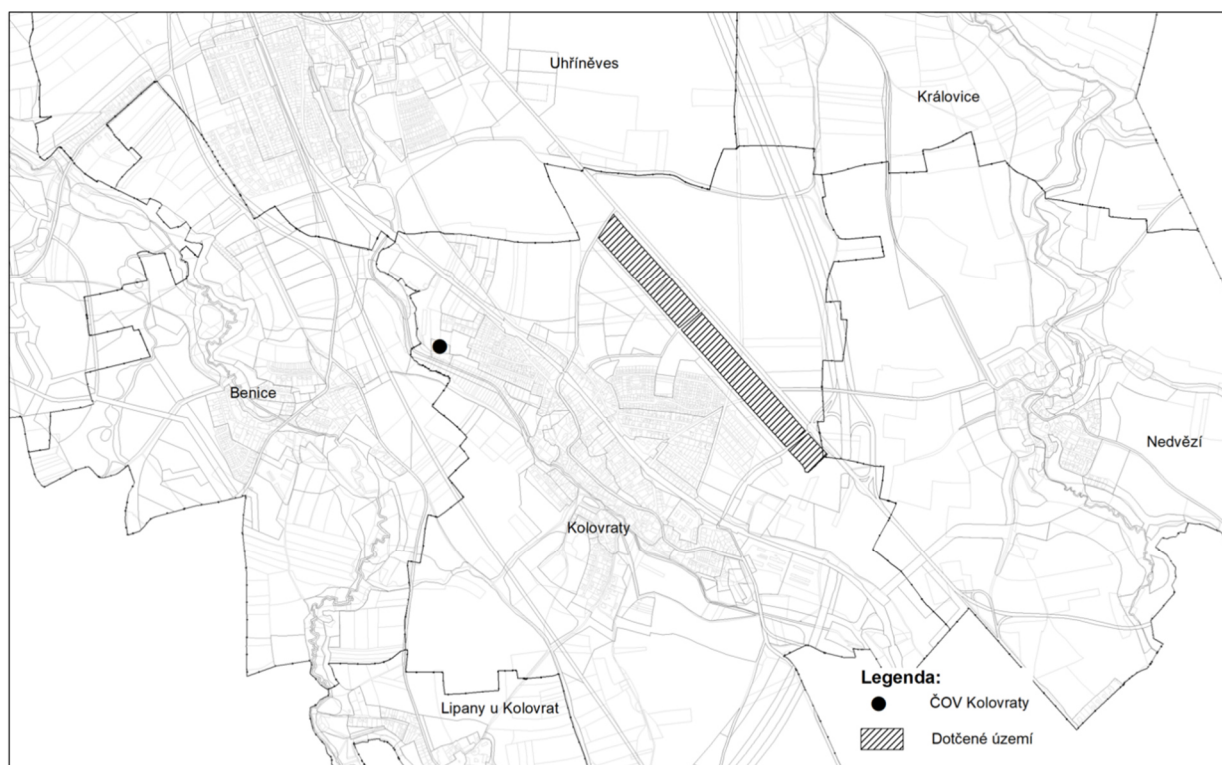 Uhříněves
Královice
Benice
Nedvězí
Kolovraty
Lipany u Kolovrat
Legenda:
ČOV Kolovraty
Dotčené území